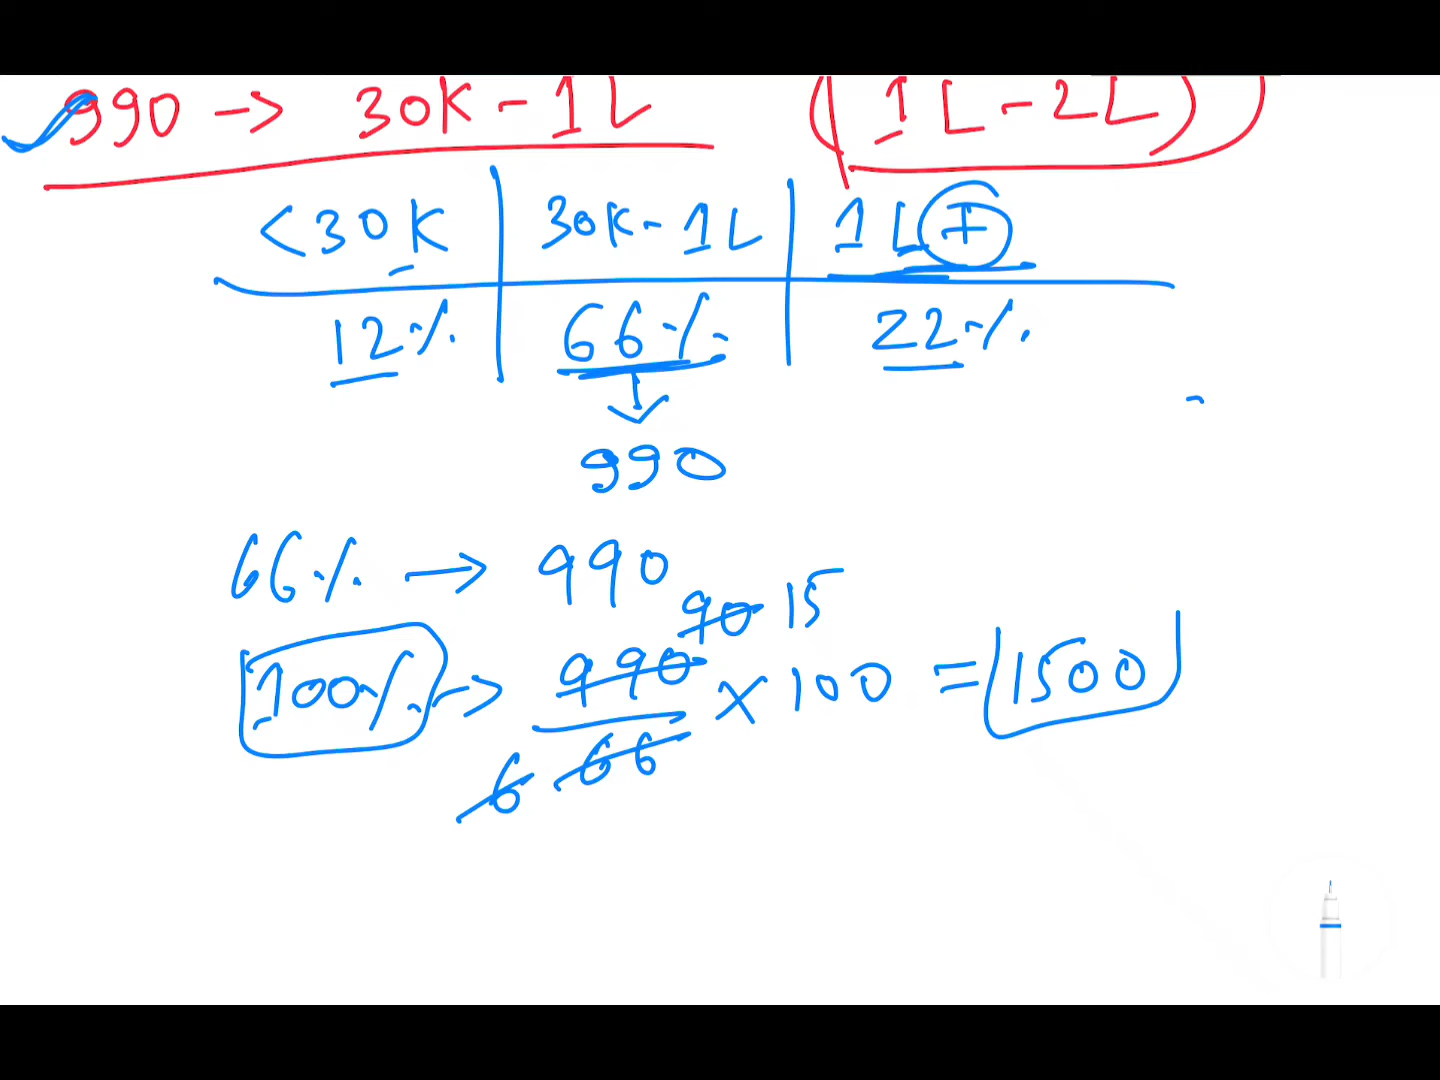 990 → 30K - 1L (1L - 2L)
<30K | 30K - 1L | 1L+
12% | 66% | 22%
990
66% → 990
90 15
100% → 990 × 100 = 1500
6 66